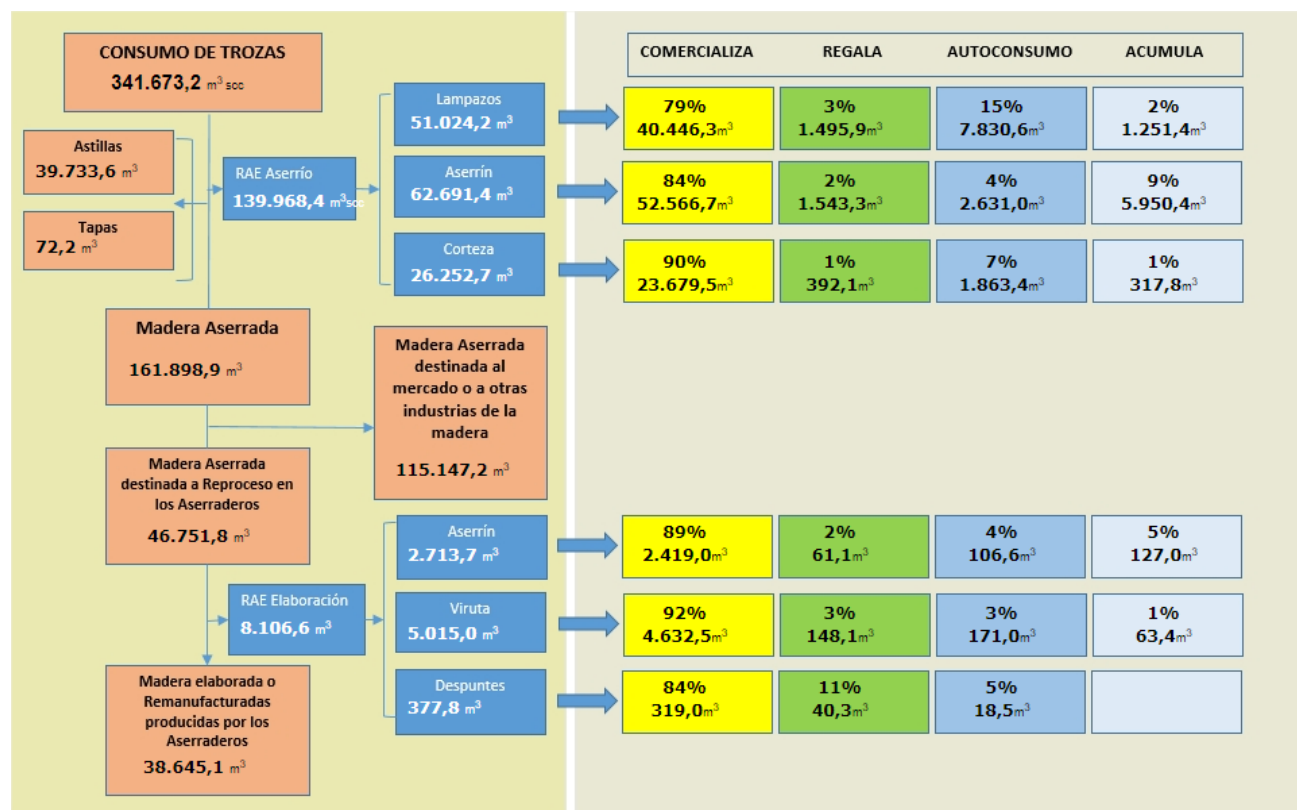 CONSUMO DE TROZAS
341.673,2 m³ scc
Astillas
39.733,6 m³
Tapas
72,2 m³
RAE Aserrío
139.968,4 m³scc
Lampazos
51.024,2 m³
Aserrín
62.691,4 m³
Corteza
26.252,7 m³
Madera Aserrada
161.898,9 m³
Madera Aserrada
destinada al
mercado o a otras
industrias de la
madera
115.147,2 m³
Madera Aserrada
destinada a Reproceso en
los Aserraderos
46.751,8 m³
RAE Elaboración
8.106,6 m³
Aserrín
2.713,7 m³
Viruta
5.015,0 m³
Despuntes
377,8 m³
Madera elaborada o
Remanufacturadas
producidas por los
Aserraderos
38.645,1 m³
COMERCIALIZA REGALA AUTOCONSUMO ACUMULA
79% 3% 15% 2%
40.446,3m³ 1.495,9m³ 7.830,6m³ 1.251,4m³
84% 2% 4% 9%
52.566,7m³ 1.543,3m³ 2.631,0m³ 5.950,4m³
90% 1% 7% 1%
23.679,5m³ 392,1m³ 1.863,4m³ 317,8m³
89% 2% 4% 5%
2.419,0m³ 61,1m³ 106,6m³ 127,0m³
92% 3% 3% 1%
4.632,5m³ 148,1m³ 171,0m³ 63,4m³
84% 11% 5%
319,0m³ 40,3m³ 18,5m³